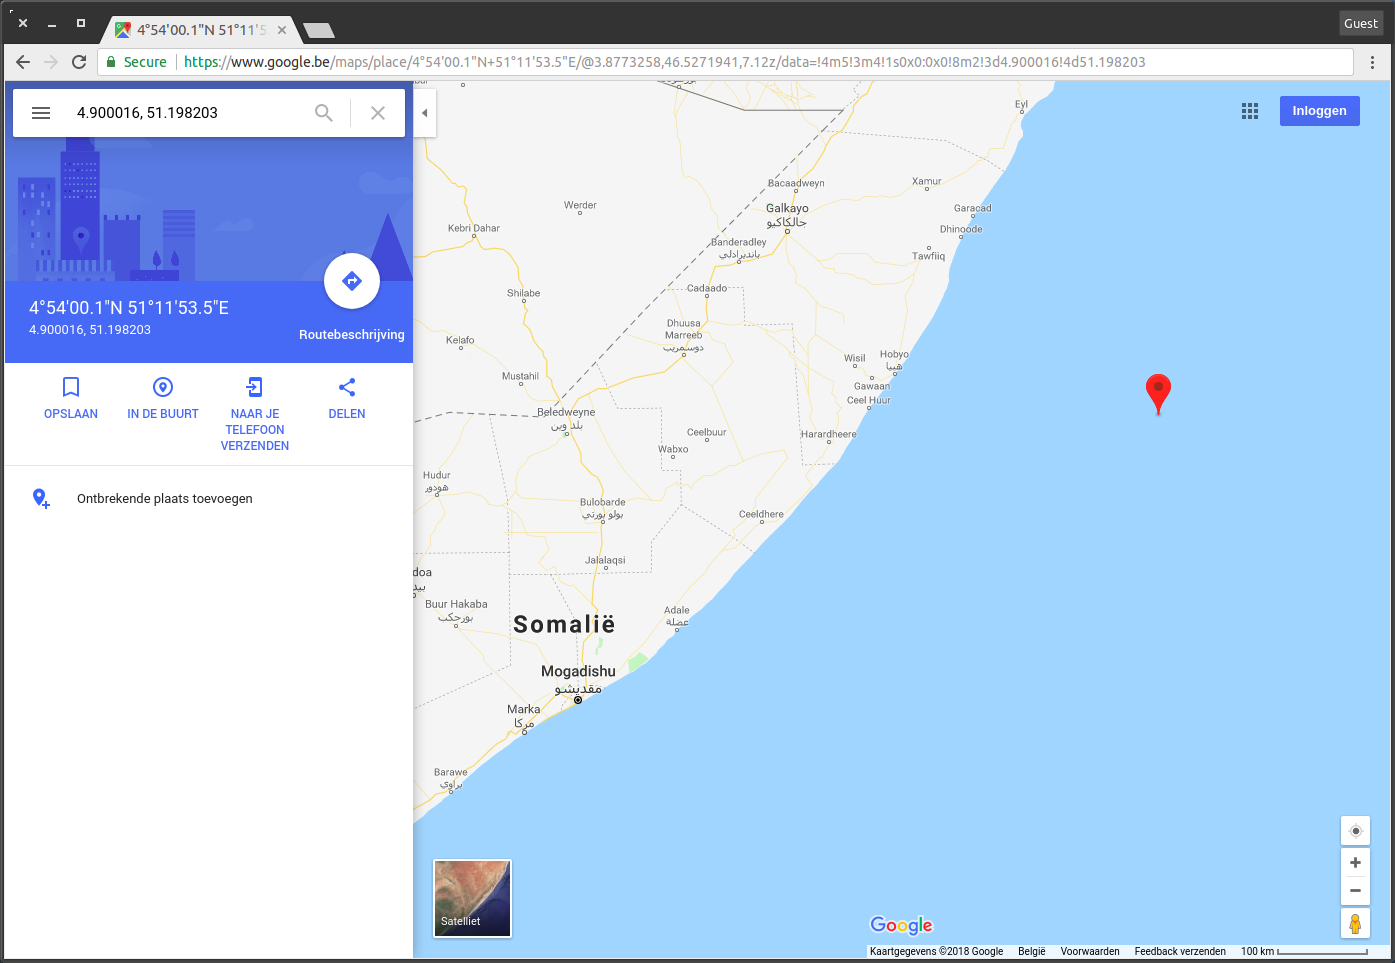 4°54'00.1"N 51°11'5
Guest
Secure
https://www.google.be/maps/place/4°54'00.1"N+51°11'53.5"E/@3.8773258,46.5271941,7.12z/data=!4m5!3m4!1s0x0:0x0!8m2!3d4.900016!4d51.198203
4.900016, 51.198203
4°54'00.1"N 51°11'53.5"E
4.900016, 51.198203
Routebeschrijving
OPSLAAN
IN DE BUURT
NAAR JE
TELEFOON
VERZENDEN
DELEN
Ontbrekende plaats toevoegen
Inloggen
Eyl
Bacaadweyn
Xamur
Werder
Galkayo
جالكاكيو
Garacad
Kebri Dahar
Dhinoode
Banderadley
بانديرادلي
Tawfiiq
Shilabe
Cadaado
Dhuusa
Marreeb
دوسمريب
Kelafo
Wisil
Hobyo
هبيا
Mustahil
Gawaan
Ceel Huur
Beledweyne
بلد وين
Ceelbuur
Harardheere
Wabxo
Hudur
هودور
Bulobarde
بولو بورتي
Ceeldhere
Jalalaqsi
doa
بيد
Buur Hakaba
بورجكب
Adale
عضلة
Somalië
Mogadishu
مقديشو
Marka
مركا
Barawe
براوي
Satelliet
Google
Kaartgegevens ©2018 Google
België
Voorwaarden
Feedback verzenden
100 km